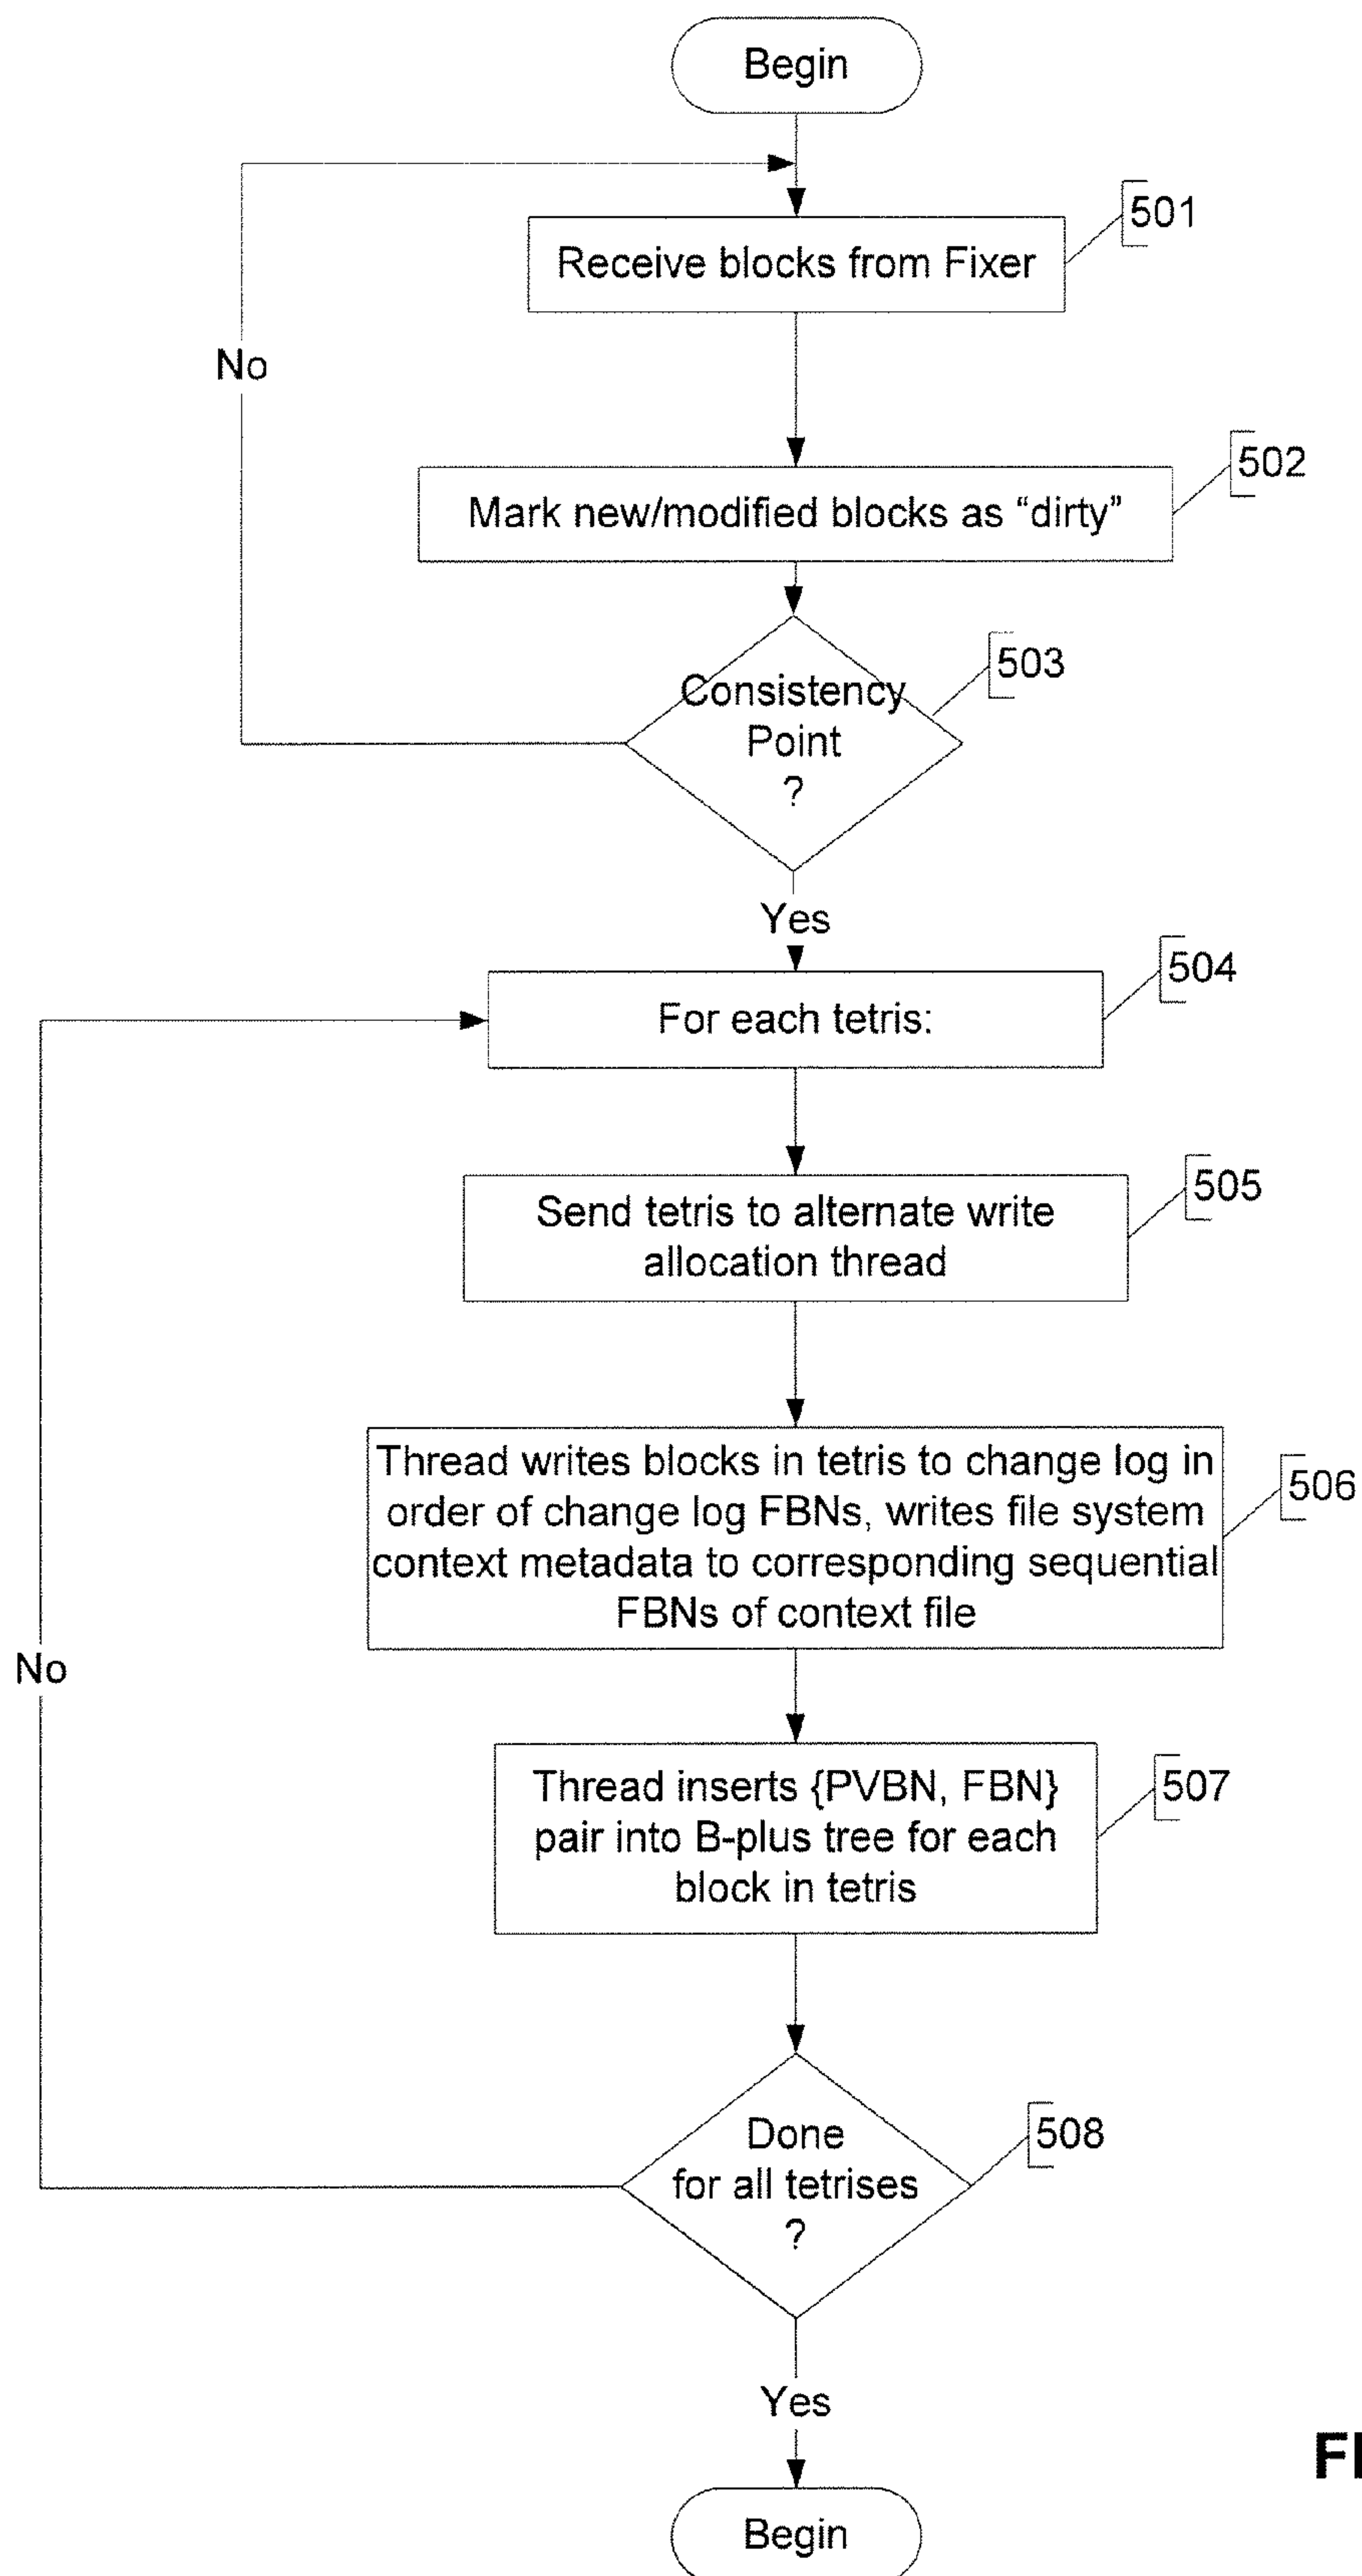 Begin
501
Receive blocks from Fixer
No
502
Mark new/modified blocks as “dirty”
503
Consistency
Point
?
Yes
504
For each tetris:
505
Send tetris to alternate write
allocation thread
506
Thread writes blocks in tetris to change log in
order of change log FBNs, writes file system
context metadata to corresponding sequential
FBNs of context file
No
507
Thread inserts {PVBN, FBN}
pair into B-plus tree for each
block in tetris
508
Done
for all tetrises
?
Yes
Begin